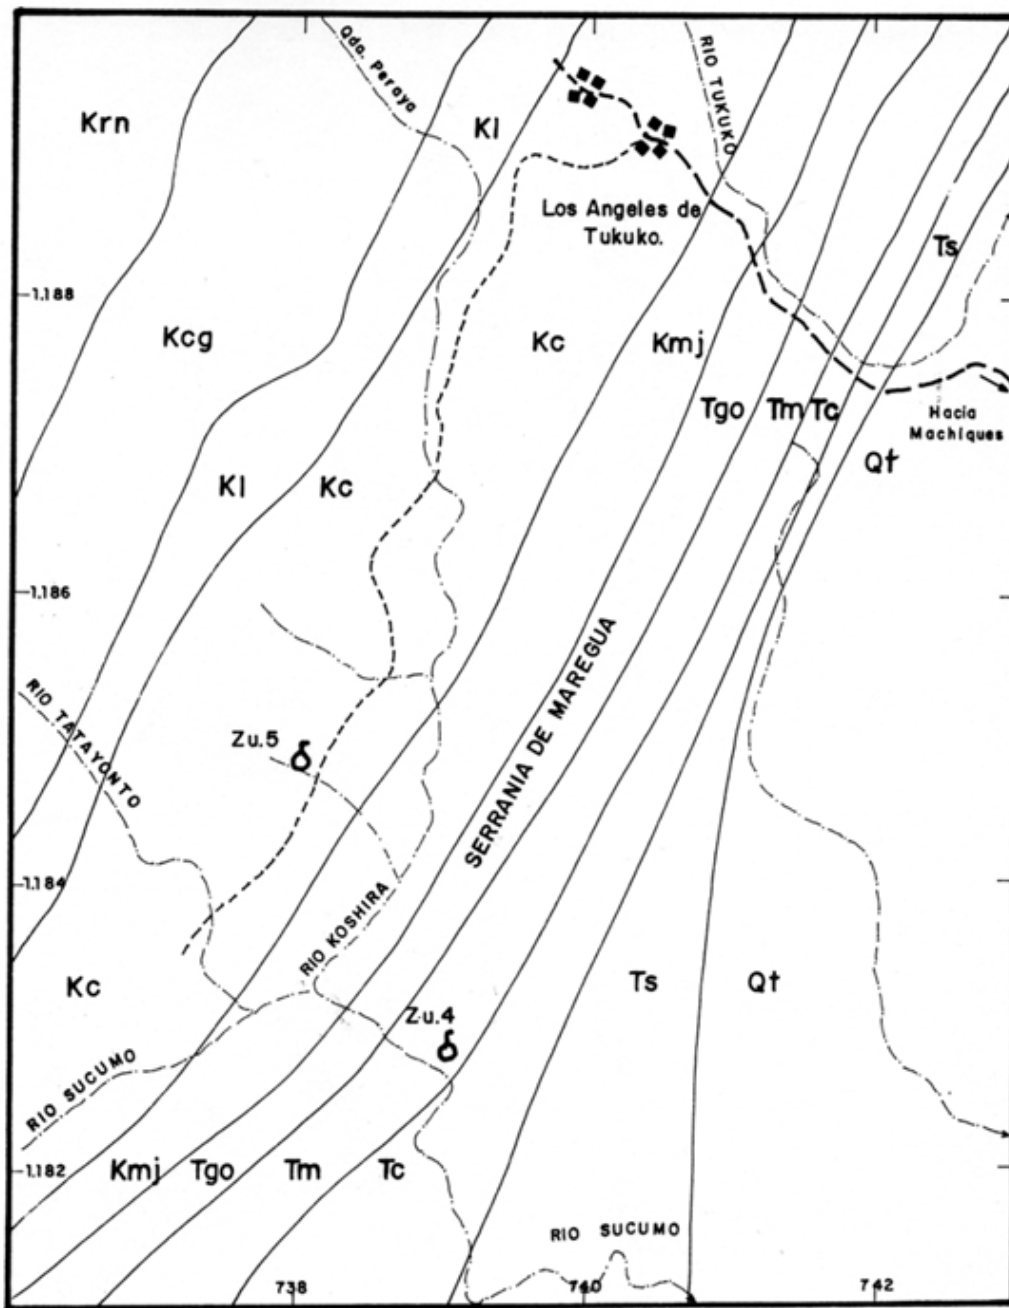 Qda. Peraya
RIO TUKUKO
Krn
Kl
Los Angeles de
Tukuko.
Ts
1.188
Kcg
Kc
Kmj
Tgo
Tm
Tc
Hacia
Machiques
Qt
Kl
Kc
1.186
SERRANIA DE MAREGUA
RIO TATAYONTO
Zu.5
1.184
RIO KOSHIRA
Kc
Ts
Qt
Zu.4
RIO SUCUMO
1.182
Kmj
Tgo
Tm
Tc
RIO SUCUMO
738
740
742